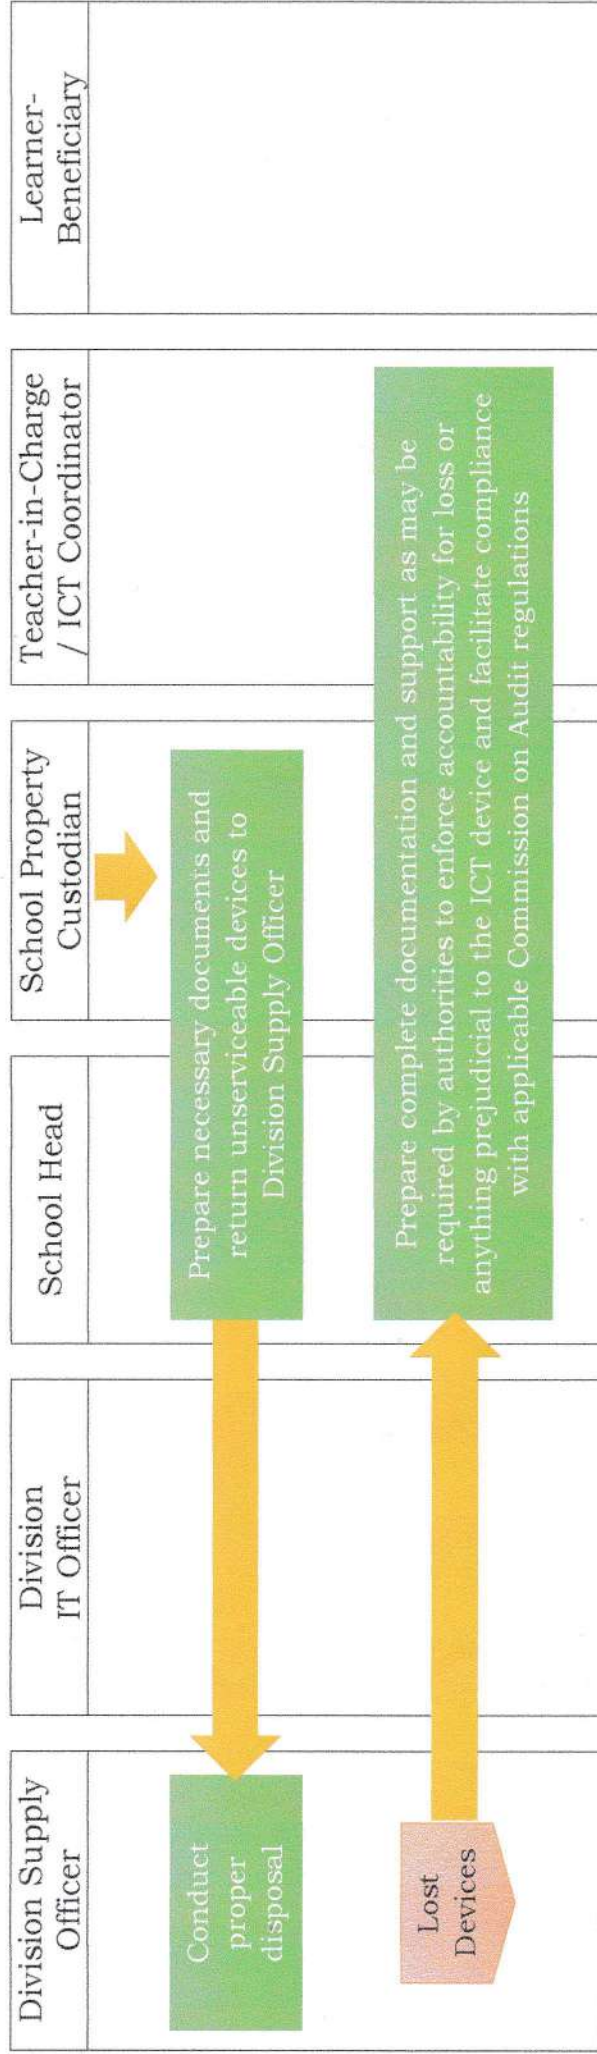 Division Supply
Officer
Division
IT Officer
School Head
School Property
Custodian
Teacher-in-Charge
/ ICT Coordinator
Learner-
Beneficiary
Conduct
proper
disposal
Prepare necessary documents and
return unserviceable devices to
Division Supply Officer
Lost
Devices
Prepare complete documentation and support as may be
required by authorities to enforce accountability for loss or
anything prejudicial to the ICT device and facilitate compliance
with applicable Commission on Audit regulations